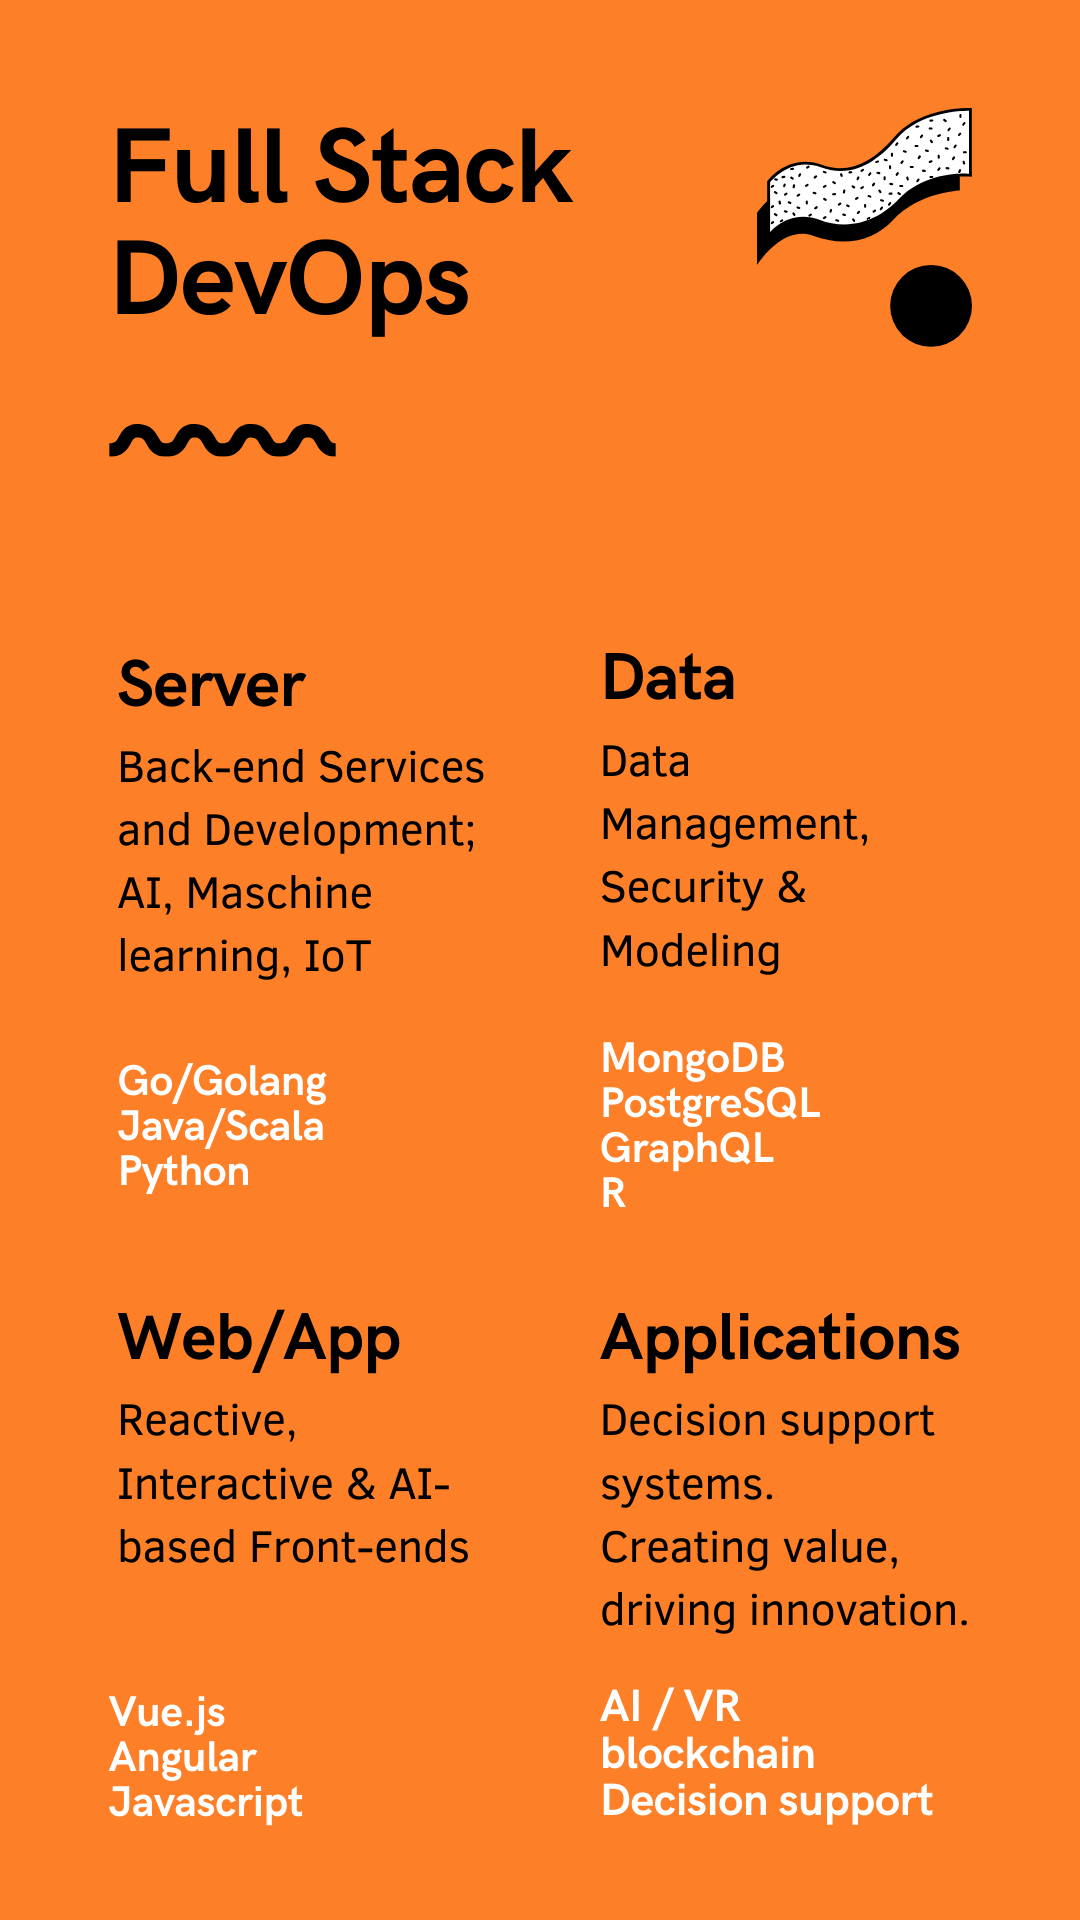 Full Stack
DevOps
Server
Back-end Services
and Development;
AI, Maschine
learning, IoT
Go/Golang
Java/Scala
Python
Data
Data
Management,
Security &
Modeling
MongoDB
PostgreSQL
GraphQL
R
Web/App
Reactive,
Interactive & AI-
based Front-ends
Vue.js
Angular
Javascript
Applications
Decision support
systems.
Creating value,
driving innovation.
AI / VR
blockchain
Decision support